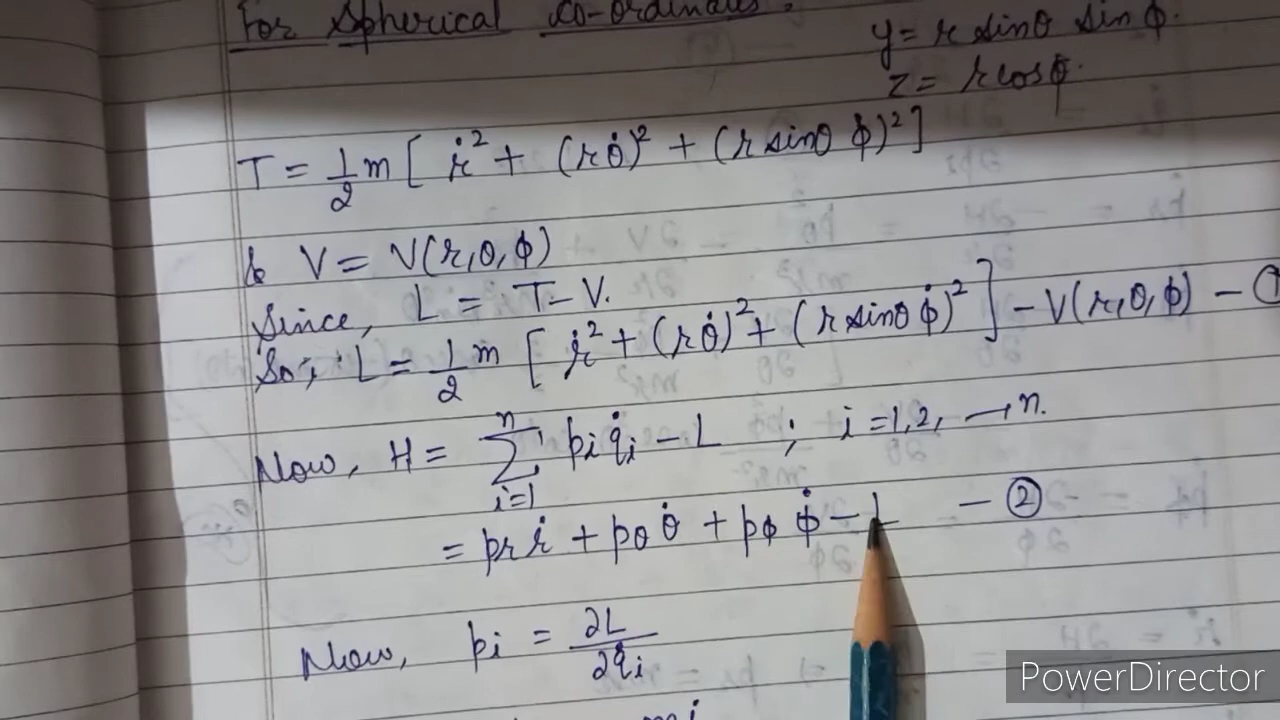 For Spherical Co-ordinates.
y = r sinθ sin ϕ.
z = r cosϕ.
T = 1/2 m [ ṙ² + (rθ̇)² + (r sinθ ϕ̇)² ]
& V = V(r, θ, ϕ)
Since, L = T - V.
So, L = 1/2 m [ ṙ² + (rθ̇)² + (r sinθ ϕ̇)² ] - V(r, θ, ϕ) - ①
Now, H = Σ_{i=1}^{n} pᵢ q̇ᵢ - L ; i = 1, 2, → n.
= pr ṙ + pθ θ̇ + pϕ ϕ̇ - L - ②
Now, pᵢ = ∂L/∂q̇ᵢ
PowerDirector